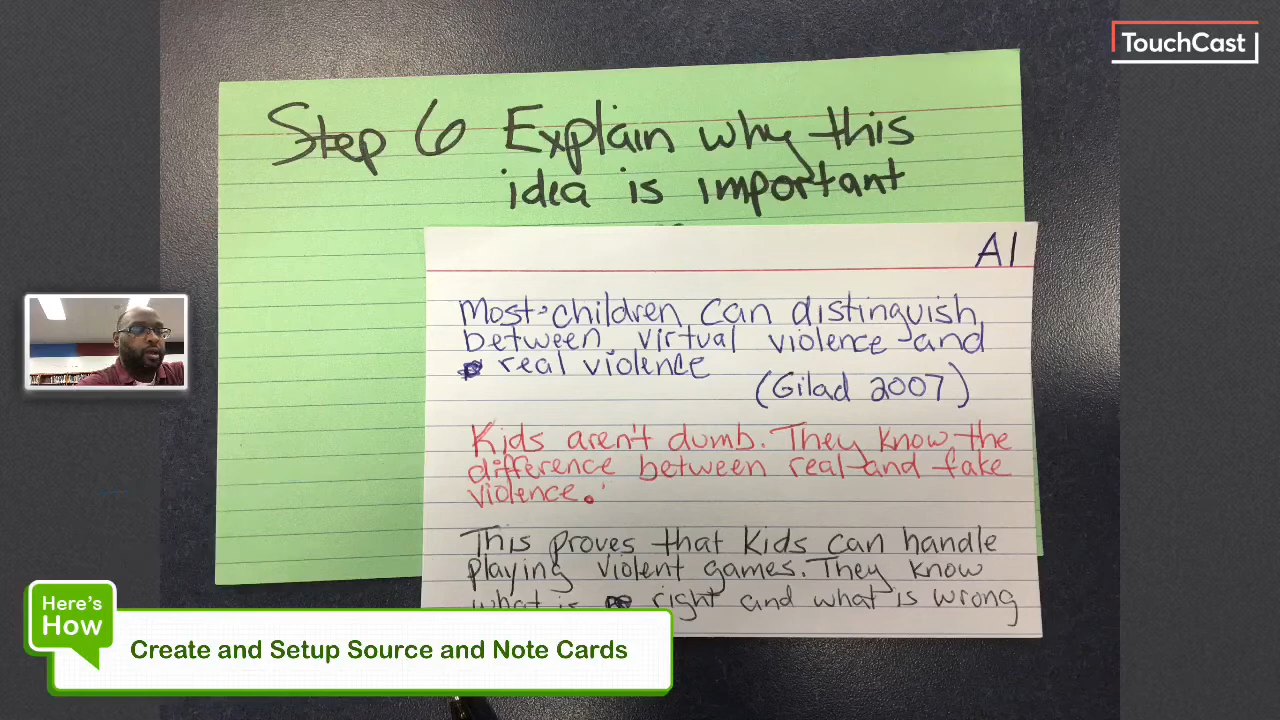 TouchCast
Step 6 Explain why this
idea is important
A1
Most children can distinguish
between virtual violence and
real violence
(Gilad 2007)
Kids aren't dumb. They know the
difference between real and fake
violence.
This proves that kids can handle
playing violent games. They know
what is right and what is wrong
Here's
How
Create and Setup Source and Note Cards